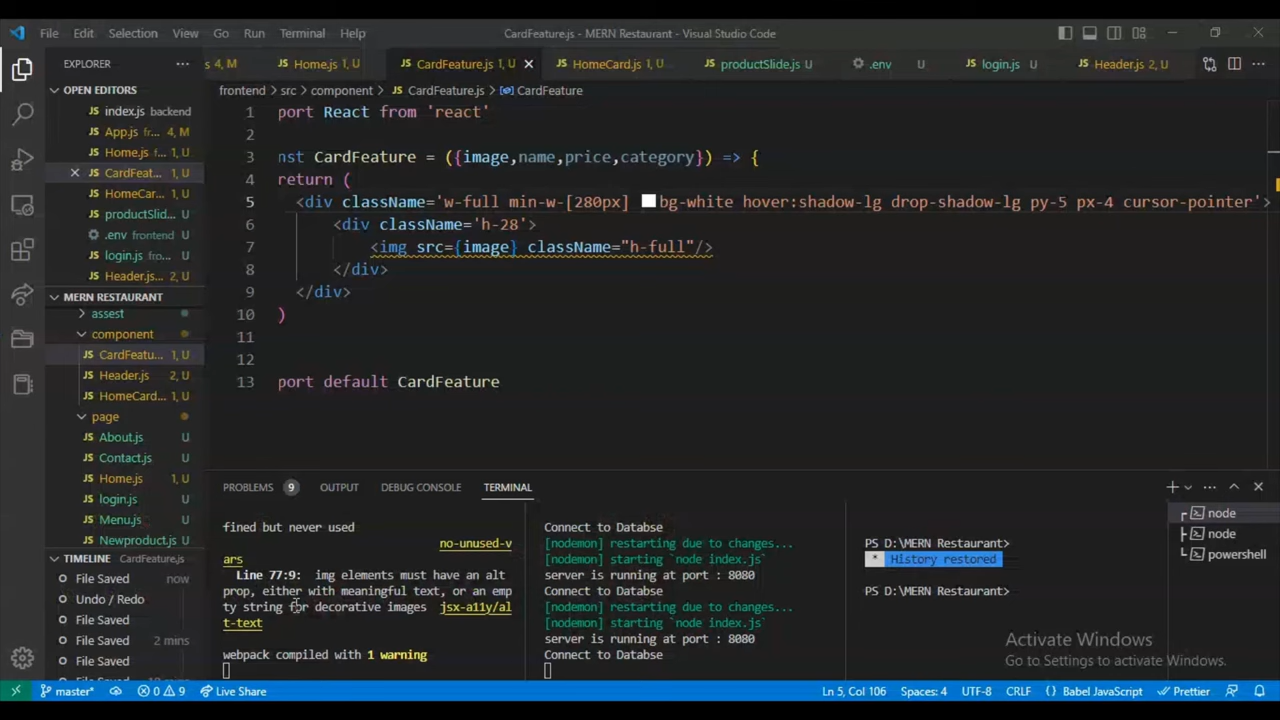 File Edit Selection View Go Run Terminal Help
CardFeature.js - MERN Restaurant - Visual Studio Code
EXPLORER
s 4, M
Home.js 1, U
CardFeature.js 1, U
HomeCard.js 1, U
productSlide.js U
.env U
login.js U
Header.js 2, U
OPEN EDITORS
index.js backend
App.js fr... 4, M
Home.js f... 1, U
CardFeat... 1, U
HomeCar... 1, U
productSlid... U
.env frontend U
login.js fro... U
Header.js... 2, U
MERN RESTAURANT
assest
component
CardFeatu... 1, U
Header.js 2, U
HomeCard... 1, U
page
About.js U
Contact.js U
Home.js 1, U
login.js U
Menu.js U
Newproduct.js U
TIMELINE CardFeature.js
File Saved now
Undo / Redo
File Saved
File Saved 2 mins
File Saved
frontend > src > component > JS CardFeature.js > CardFeature
1 port React from 'react'
2
3 nst CardFeature = ({image,name,price,category}) => {
4 return (
5 <div className='w-full min-w-[280px] bg-white hover:shadow-lg drop-shadow-lg py-5 px-4 cursor-pointer'>
6 <div className='h-28'>
7 <img src={image} className="h-full"/>
8 </div>
9 </div>
10 )
11
12
13 port default CardFeature
PROBLEMS 9 OUTPUT DEBUG CONSOLE TERMINAL
fined but never used
no-unused-v
ars
Line 77:9: img elements must have an alt
prop, either with meaningful text, or an emp
ty string for decorative images jsx-a11y/al
t-text
webpack compiled with 1 warning
Connect to Databse
[nodemon] restarting due to changes...
[nodemon] starting `node index.js`
server is running at port : 8080
Connect to Databse
[nodemon] restarting due to changes...
[nodemon] starting `node index.js`
server is running at port : 8080
Connect to Databse
PS D:\MERN Restaurant>
* History restored
PS D:\MERN Restaurant>
node
node
powershell
Activate Windows
Go to Settings to activate Windows.
master* 0 9 Live Share
Ln 5, Col 106 Spaces: 4 UTF-8 CRLF {} Babel JavaScript Prettier